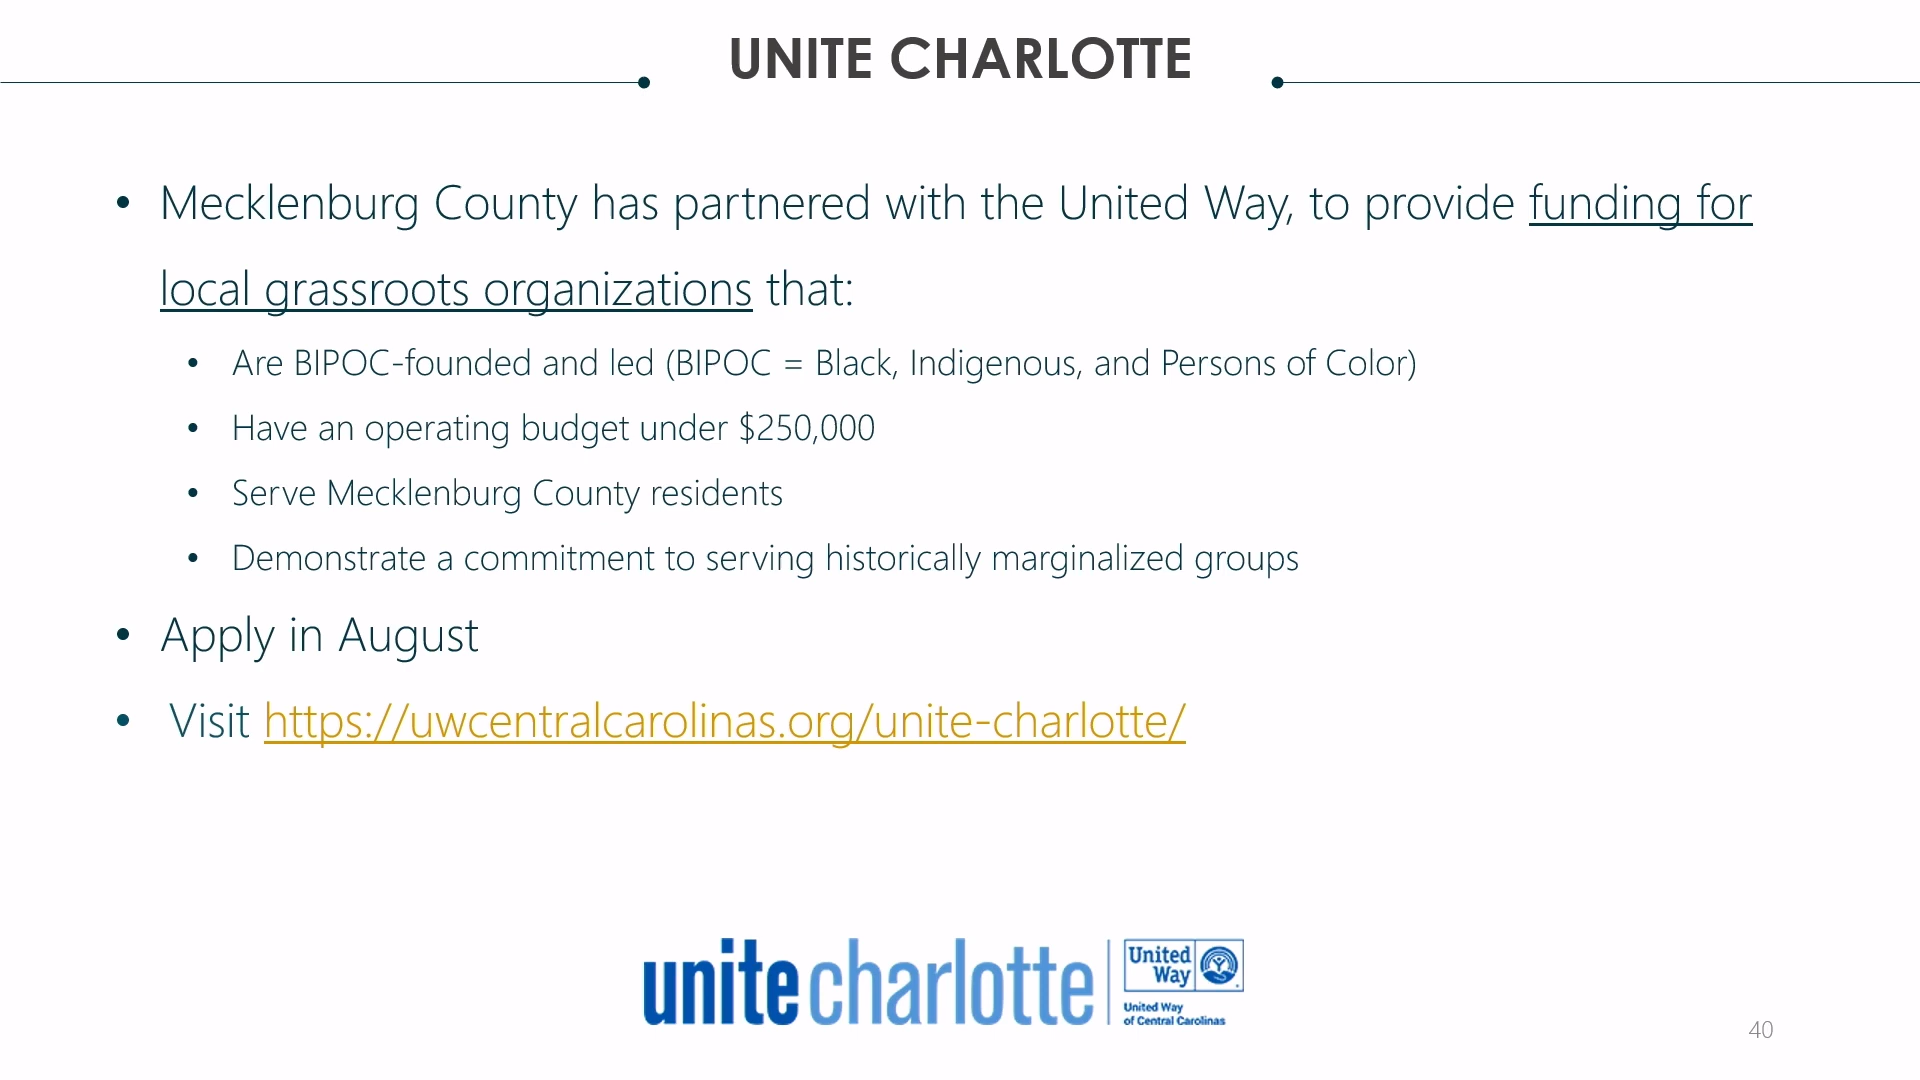 UNITE CHARLOTTE
• Mecklenburg County has partnered with the United Way, to provide funding for
local grassroots organizations that:
• Are BIPOC-founded and led (BIPOC = Black, Indigenous, and Persons of Color)
• Have an operating budget under $250,000
• Serve Mecklenburg County residents
• Demonstrate a commitment to serving historically marginalized groups
• Apply in August
• Visit https://uwcentralcarolinas.org/unite-charlotte/
unitecharlotte
United
Way
United Way
of Central Carolinas
40